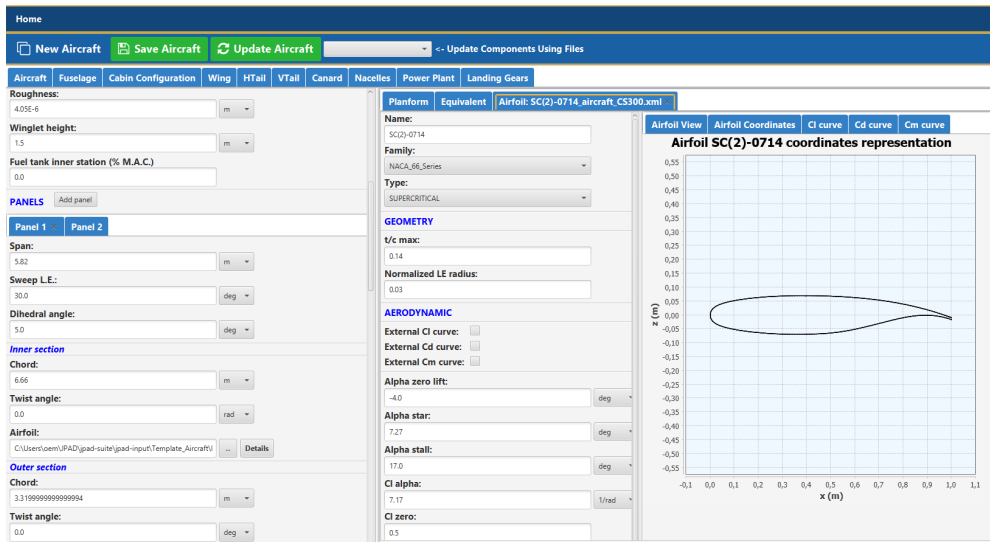 Home
New Aircraft Save Aircraft Update Aircraft <- Update Components Using Files
Aircraft Fuselage Cabin Configuration Wing HTail VTail Canard Nacelles Power Plant Landing Gears
Roughness:
4.05E-6 m
Winglet height:
1.5 m
Fuel tank inner station (% M.A.C.)
0.0
PANELS Add panel
Panel 1 × Panel 2
Span:
5.82 m
Sweep L.E.:
30.0 deg
Dihedral angle:
5.0 deg
Inner section
Chord:
6.66 m
Twist angle:
0.0 rad
Airfoil:
C:\Users\oem\JPAD\jpad-suite\jpad-input\Template_Aircraft\l .. Details
Outer section
Chord:
3.3199999999999994 m
Twist angle:
0.0 deg
Planform Equivalent Airfoil: SC(2)-0714_aircraft_CS300.xml ×
Name:
SC(2)-0714
Family:
NACA_66_Series
Type:
SUPERCRITICAL
GEOMETRY
t/c max:
0.14
Normalized LE radius:
0.03
AERODYNAMIC
External Cl curve:
External Cd curve:
External Cm curve:
Alpha zero lift:
-4.0 deg
Alpha star:
7.27 deg
Alpha stall:
17.0 deg
Cl alpha:
7.17 1/rad
Cl zero:
0.5
Airfoil View Airfoil Coordinates Cl curve Cd curve Cm curve
Airfoil SC(2)-0714 coordinates representation
0,55
0,50
0,45
0,40
0,35
0,30
0,25
0,20
0,15
0,10
0,05
0,00
-0,05
-0,10
-0,15
-0,20
-0,25
-0,30
-0,35
-0,40
-0,45
-0,50
-0,55
z (m)
-0,1 0,0 0,1 0,2 0,3 0,4 0,5 0,6 0,7 0,8 0,9 1,0 1,1
x (m)